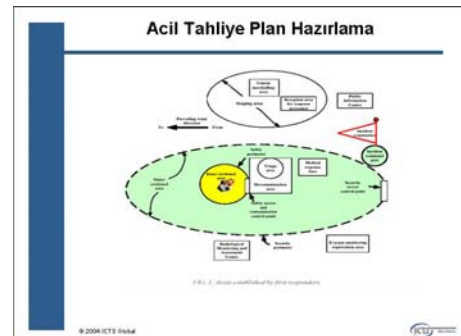 Acil Tahliye Plan Hazırlama
Vehicle
marshalling
area
Reception area
for response
personnel
Public
Information
Centre
Staging area
Prevailing wind
direction
To
From
Incident
commander
Incident
command
post
Safety
perimeter
Inner cordoned area
Triage
area
Medical
response
Area
Decontamination
area
Outer
cordoned
area
Security
access
control point
Safety access
and
contamination
control point
Radiological
Monitoring and
Assessment
Centre
Security
perimeter
Evacuee monitoring
registration area
FIG. 1. Areas established by first responders.
© 2004 ICTS Global
ICTS